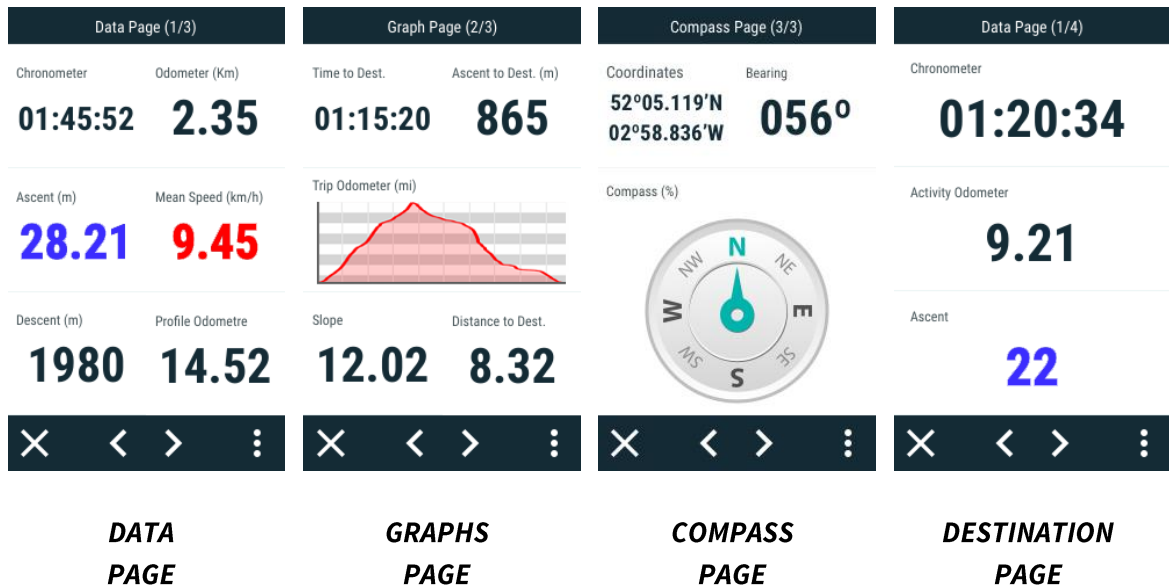 Data Page (1/3)
Chronometer Odometer (Km)
01:45:52 2.35
Ascent (m) Mean Speed (km/h)
28.21 9.45
Descent (m) Profile Odometre
1980 14.52
DATA
PAGE
Graph Page (2/3)
Time to Dest. Ascent to Dest. (m)
01:15:20 865
Trip Odometer (mi)
Slope Distance to Dest.
12.02 8.32
GRAPHS
PAGE
Compass Page (3/3)
Coordinates Bearing
52º05.119’N
02º58.836’W
056º
Compass (%)
N
NW NE
W E
SW SE
S
COMPASS
PAGE
Data Page (1/4)
Chronometer
01:20:34
Activity Odometer
9.21
Ascent
22
DESTINATION
PAGE